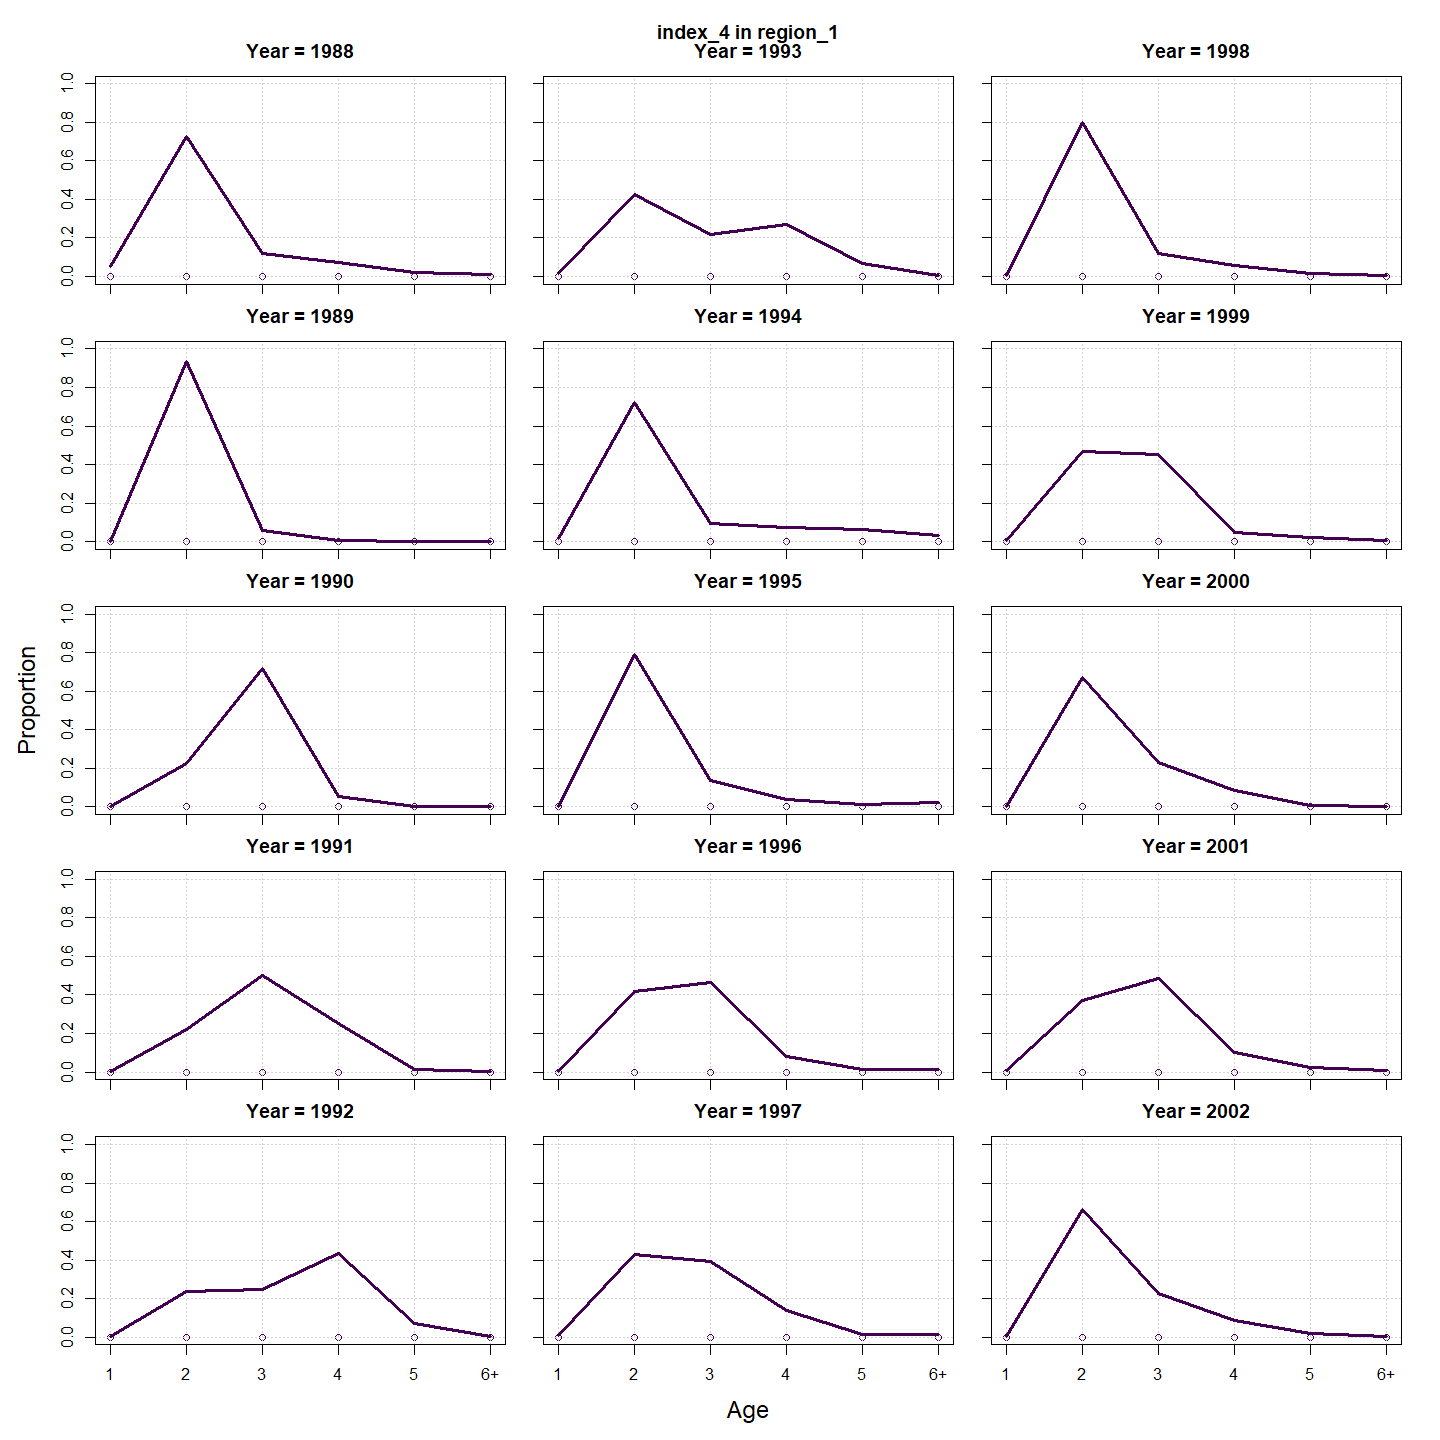 index_4 in region_1
Year = 1988
Year = 1993
Year = 1998
1.0
0.8
0.6
0.4
0.2
0.0
Year = 1989
Year = 1994
Year = 1999
1.0
0.8
0.6
0.4
0.2
0.0
Year = 1990
Year = 1995
Year = 2000
1.0
0.8
0.6
0.4
0.2
0.0
Proportion
Year = 1991
Year = 1996
Year = 2001
1.0
0.8
0.6
0.4
0.2
0.0
Year = 1992
Year = 1997
Year = 2002
1.0
0.8
0.6
0.4
0.2
0.0
1 2 3 4 5 6+
1 2 3 4 5 6+
1 2 3 4 5 6+
Age